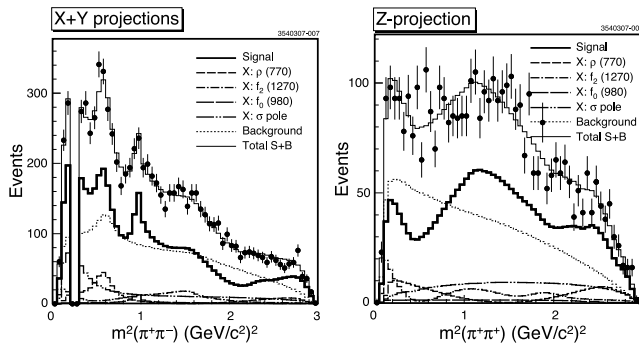 X+Y projections
3540307-007
Signal
X: ρ (770)
X: f₂ (1270)
X: f₀ (980)
X: σ pole
Background
Total S+B
Events
300
200
100
0
0 1 2 3
m²(π⁺π⁻) (GeV/c²)²
Z-projection
3540307-007
Signal
X: ρ (770)
X: f₂ (1270)
X: f₀ (980)
X: σ pole
Background
Total S+B
Events
100
50
0
0 1 2
m²(π⁺π⁺) (GeV/c²)²